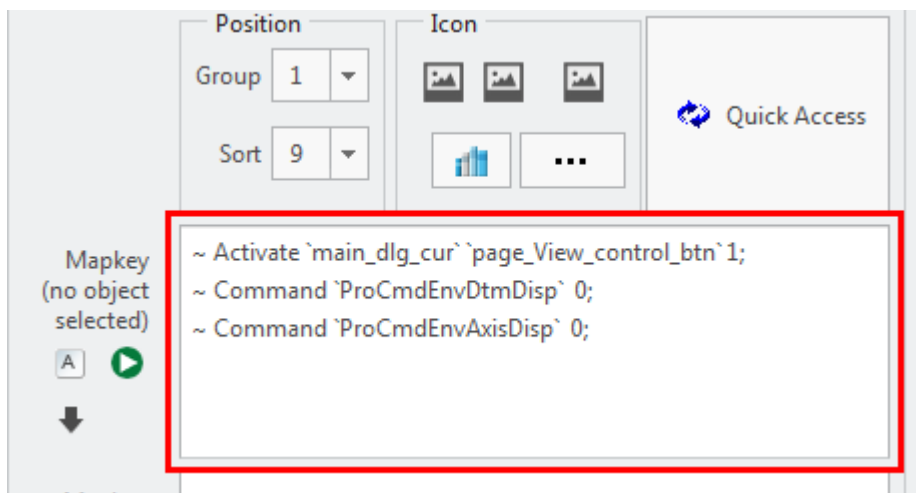 Position
Icon
Group
1
Sort
9
...
Quick Access
Mapkey
(no object
selected)
A
~ Activate `main_dlg_cur` `page_View_control_btn`1;
~ Command `ProCmdEnvDtmDisp` 0;
~ Command `ProCmdEnvAxisDisp` 0;